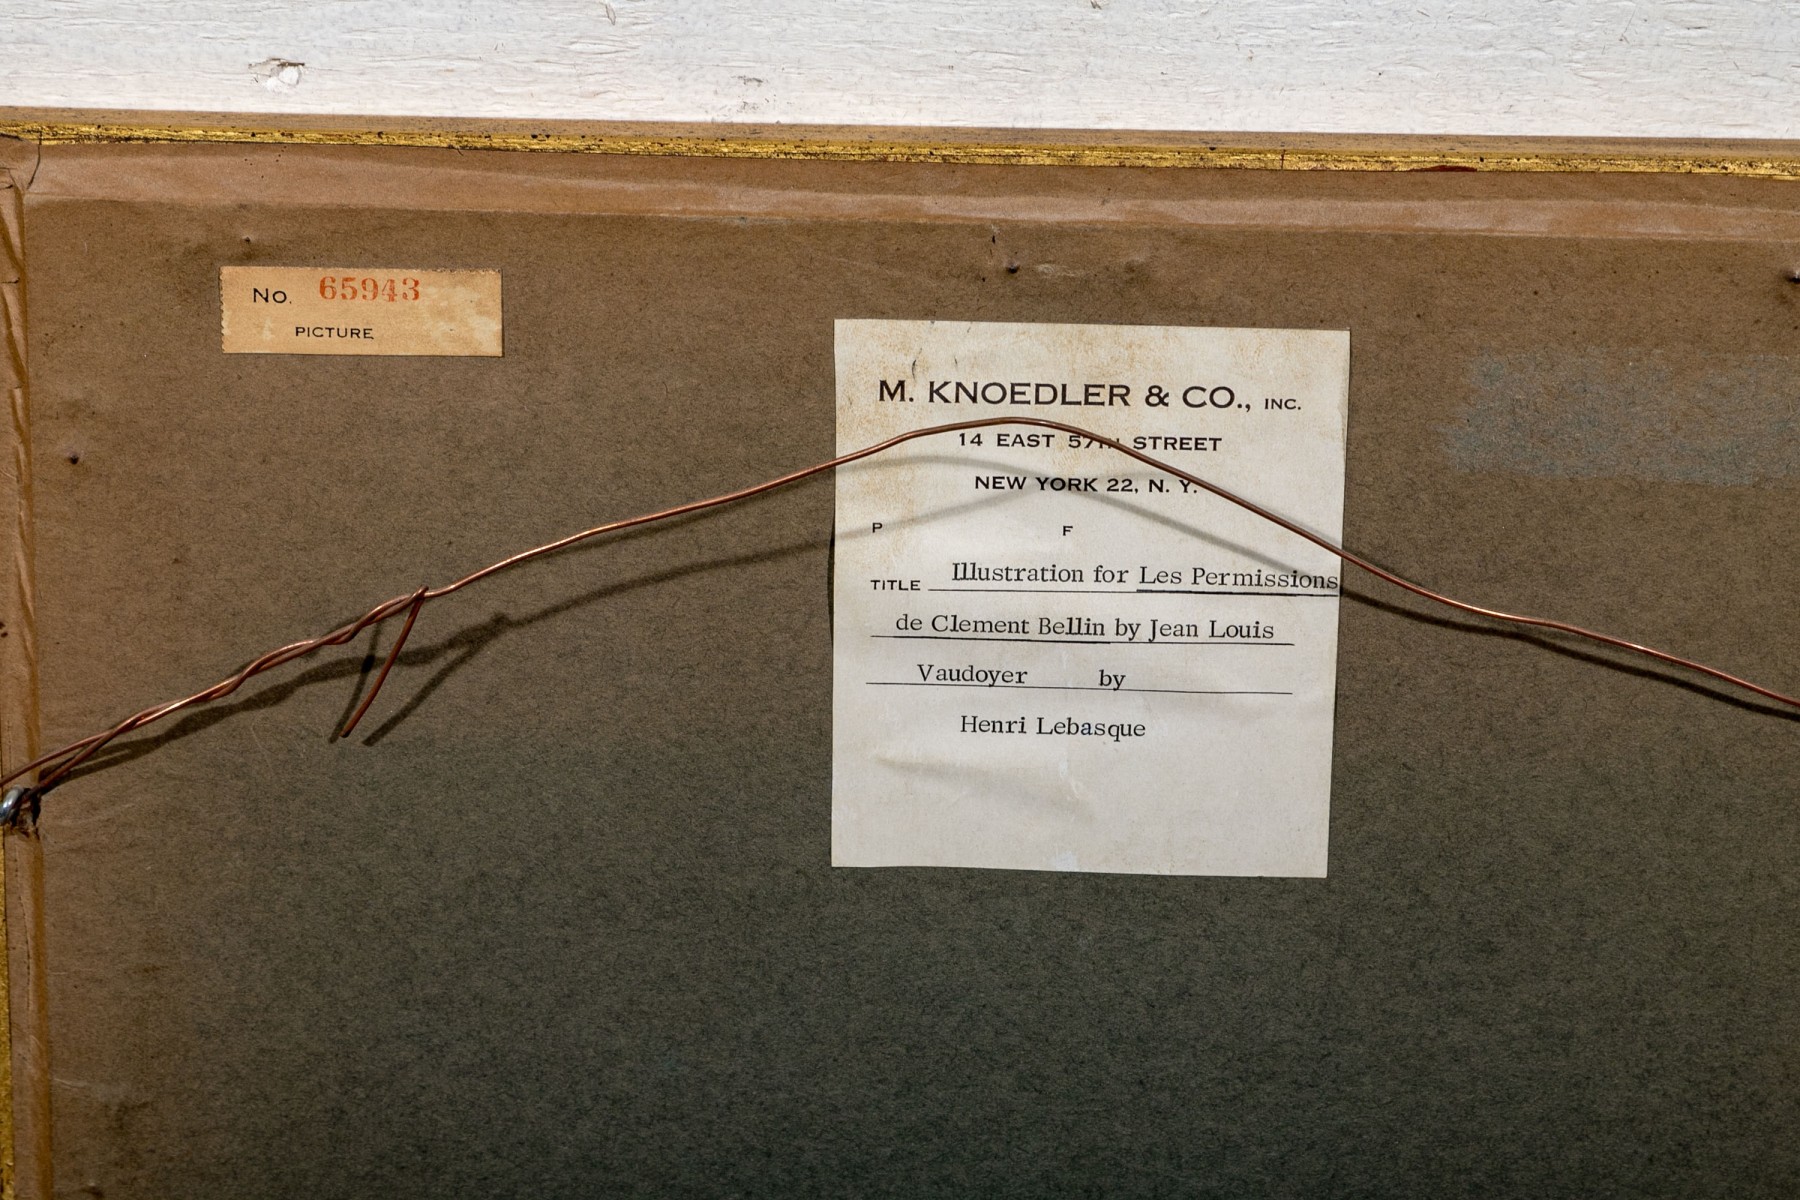 No. 65943
PICTURE
M. KNOEDLER & CO., INC.
14 EAST 57TH STREET
NEW YORK 22, N. Y.
P F
TITLE Illustration for Les Permissions
de Clement Bellin by Jean Louis
Vaudoyer by
Henri Lebasque